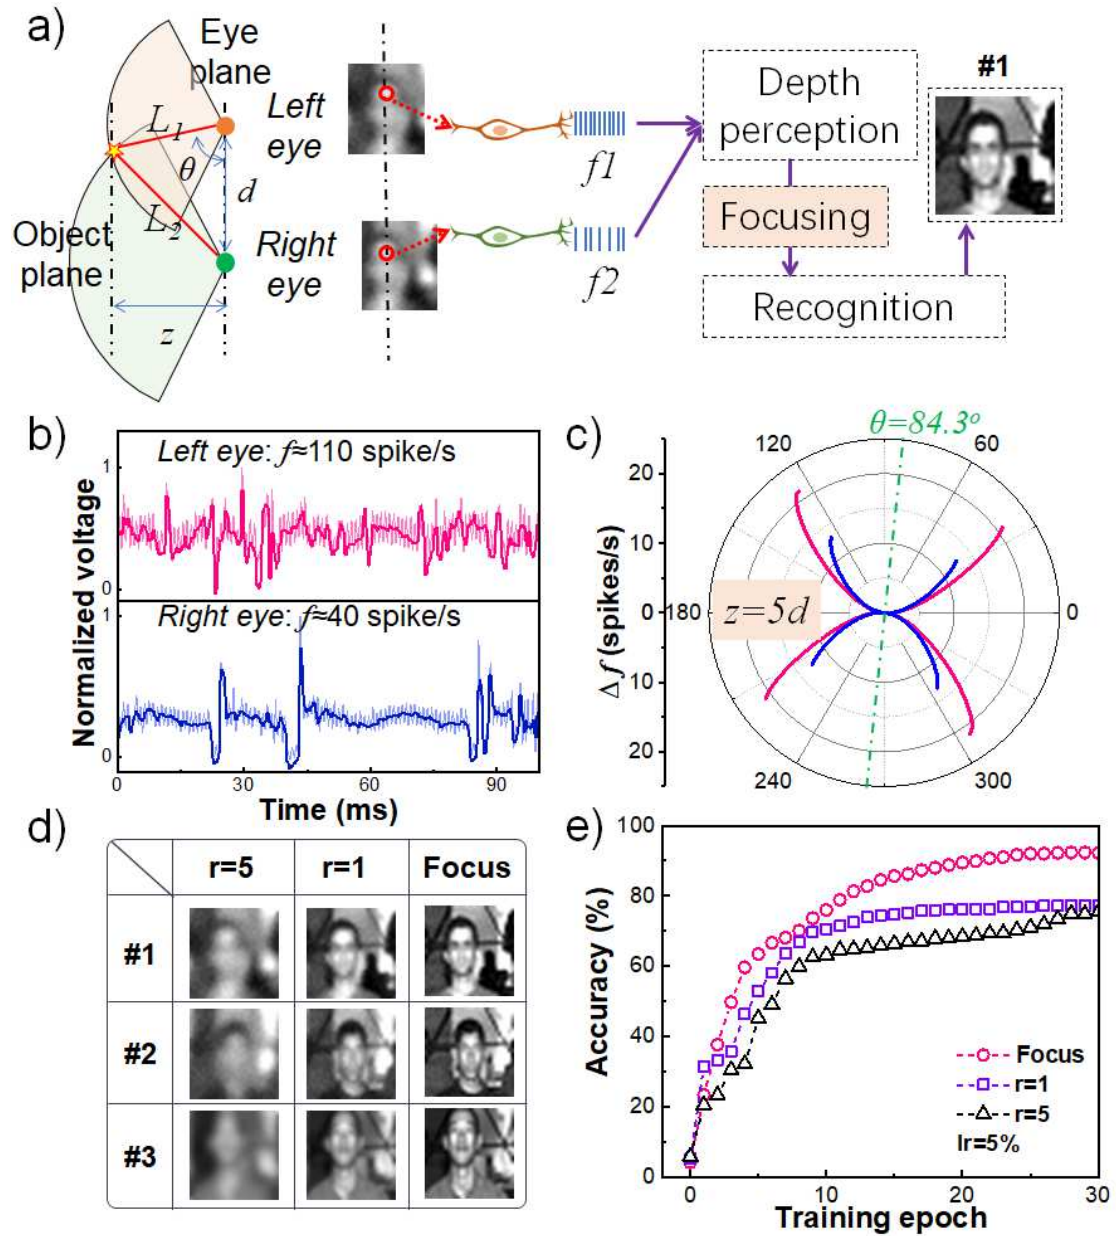 a)
Eye
plane
L1
θ
d
L2
Object
plane
z
Left
eye
f1
Right
eye
f2
Depth
perception
Focusing
Recognition
#1
b)
Left eye: f≈110 spike/s
Right eye: f≈40 spike/s
Normalized voltage
1
0
1
0
0
30
60
90
Time (ms)
c)
θ=84.3°
120
60
180
0
240
300
z=5d
Δf (spikes/s)
20
10
0
10
20
d)
r=5
r=1
Focus
#1
#2
#3
e)
Accuracy (%)
100
80
60
40
20
0
0
10
20
30
Training epoch
Focus
r=1
r=5
lr=5%